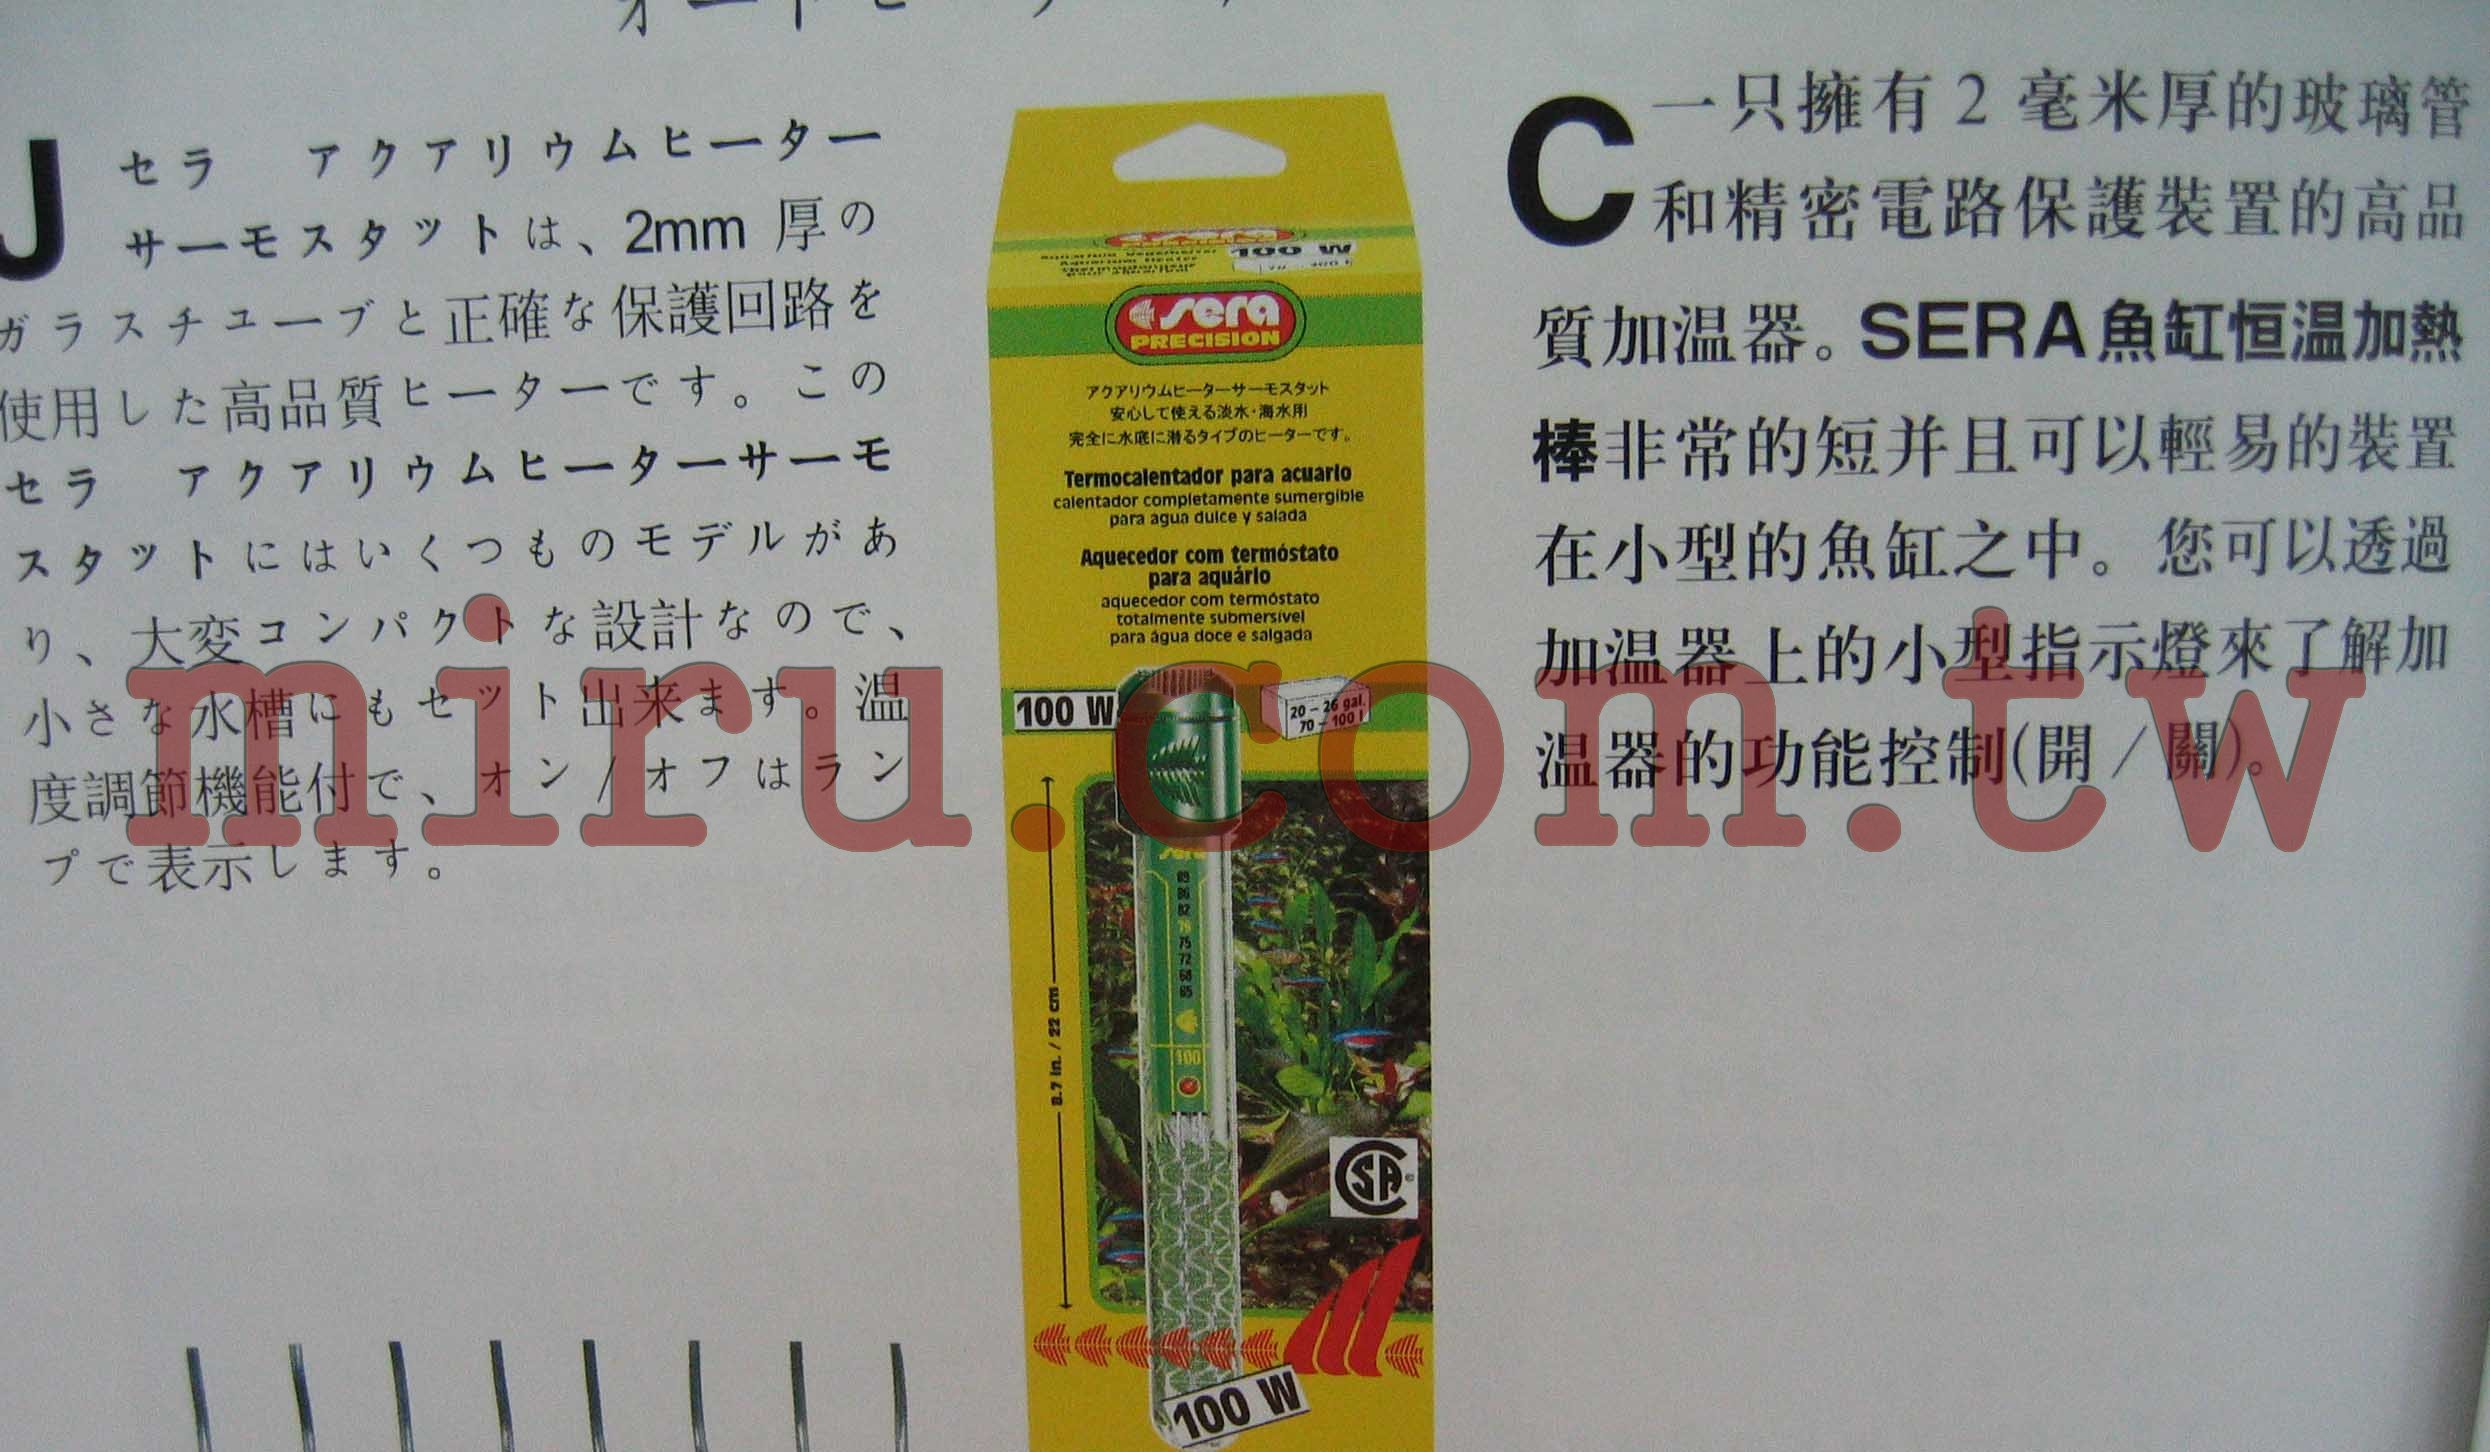 J
セラ　アクアリウムヒーター
サーモスタットは、2mm 厚の
ガラスチューブと正確な保護回路を
使用した高品質ヒーターです。この
セラ　アクアリウムヒーターサーモ
スタットにはいくつものモデルがあ
り、大変コンパクトな設計なので、
小さな水槽にもセット出来ます。温
度調節機能付で、オン/オフはラン
プで表示します。
100 W
sera
PRECISION
アクアリウムヒーターサーモスタット
安心して使える淡水・海水用
完全に水底に潜るタイプのヒーターです。
Termocalentador para acuario
calentador completamente sumergible
para agua dulce y salada
Aquecedor com termóstato
para aquário
aquecedor com termóstato
totalmente submersível
para água doce e salgada
100 W
20 – 26 gal.
70 – 100 l
sera
89
86
82
79
75
72
68
65
100
8.7 in. / 22 cm
CSA
100 W
C
一只擁有 2 毫米厚的玻璃管
和精密電路保護裝置的高品
質加温器。SERA魚缸恒温加熱
棒非常的短并且可以輕易的裝置
在小型的魚缸之中。您可以透過
加温器上的小型指示燈來了解加
温器的功能控制(開／關)。
miru.com.tw